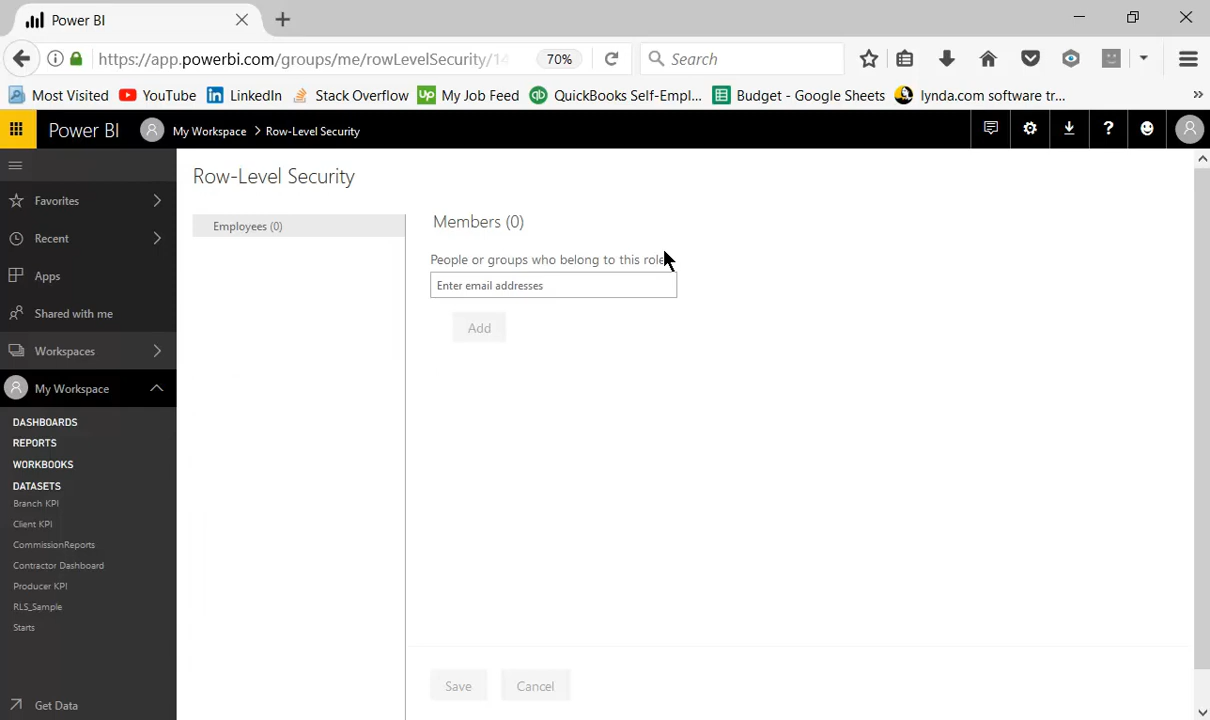 Power BI
https://app.powerbi.com/groups/me/rowLevelSecurity/14
70%
Search
Most Visited
YouTube
LinkedIn
Stack Overflow
My Job Feed
QuickBooks Self-Empl...
Budget - Google Sheets
lynda.com software tr...
Power BI
My Workspace > Row-Level Security
Row-Level Security
Favorites
Recent
Apps
Shared with me
Workspaces
My Workspace
DASHBOARDS
REPORTS
WORKBOOKS
DATASETS
Branch KPI
Client KPI
CommissionReports
Contractor Dashboard
Producer KPI
RLS_Sample
Starts
Get Data
Employees (0)
Members (0)
People or groups who belong to this role
Enter email addresses
Add
Save
Cancel